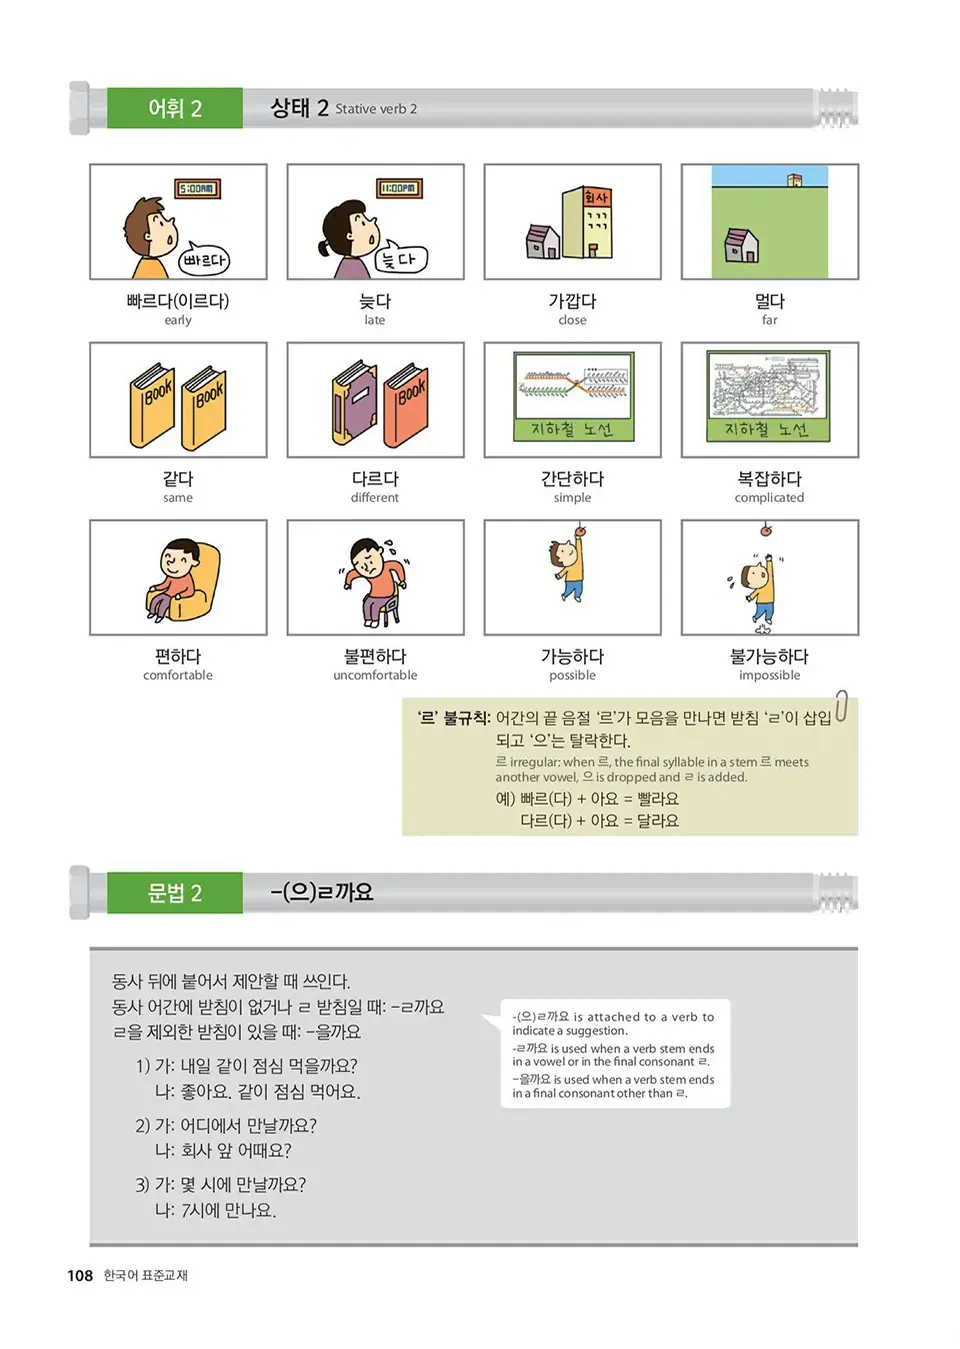 어휘 2
상태 2 Stative verb 2
5:00AM
빠르다
11:00PM
늦다
회사
빠르다(이르다)
early
늦다
late
가깝다
close
멀다
far
BOOK
BOOK
BOOK
지하철 노선
지하철 노선
같다
same
다르다
different
간단하다
simple
복잡하다
complicated
편하다
comfortable
불편하다
uncomfortable
가능하다
possible
불가능하다
impossible
‘르’ 불규칙: 어간의 끝 음절 ‘르’가 모음을 만나면 받침 ‘ㄹ’이 삽입
되고 ‘으’는 탈락한다.
르 irregular: when 르, the final syllable in a stem 르 meets
another vowel, 으 is dropped and ㄹ is added.
예) 빠르(다) + 아요 = 빨라요
다르(다) + 아요 = 달라요
문법 2
-(으)ㄹ까요
동사 뒤에 붙어서 제안할 때 쓰인다.
동사 어간에 받침이 없거나 ㄹ 받침일 때: -ㄹ까요
ㄹ을 제외한 받침이 있을 때: -을까요
-(으)ㄹ까요 is attached to a verb to
indicate a suggestion.
-ㄹ까요 is used when a verb stem ends
in a vowel or in the final consonant ㄹ.
-을까요 is used when a verb stem ends
in a final consonant other than ㄹ.
1) 가: 내일 같이 점심 먹을까요?
나: 좋아요. 같이 점심 먹어요.
2) 가: 어디에서 만날까요?
나: 회사 앞 어때요?
3) 가: 몇 시에 만날까요?
나: 7시에 만나요.
108 한국어 표준교재